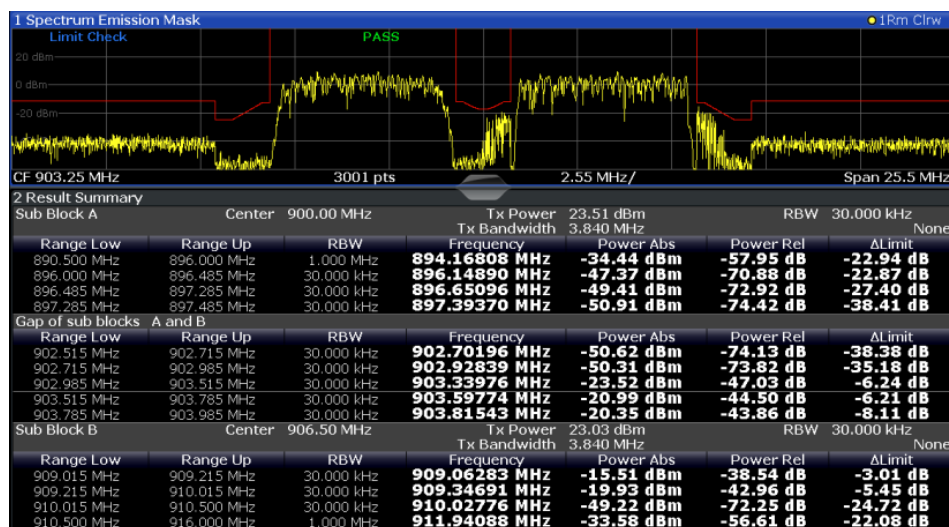 1 Spectrum Emission Mask 1Rm Clrw
Limit Check PASS
20 dBm
0 dBm
-20 dBm
CF 903.25 MHz 3001 pts 2.55 MHz/ Span 25.5 MHz
2 Result Summary
Sub Block A Center 900.00 MHz Tx Power 23.51 dBm RBW 30.000 kHz
Tx Bandwidth 3.840 MHz None
Range Low Range Up RBW Frequency Power Abs Power Rel ΔLimit
890.500 MHz 896.000 MHz 1.000 MHz 894.16808 MHz -34.44 dBm -57.95 dB -22.94 dB
896.000 MHz 896.485 MHz 30.000 kHz 896.14890 MHz -47.37 dBm -70.88 dB -22.87 dB
896.485 MHz 897.285 MHz 30.000 kHz 896.65096 MHz -49.41 dBm -72.92 dB -27.40 dB
897.285 MHz 897.485 MHz 30.000 kHz 897.39370 MHz -50.91 dBm -74.42 dB -38.41 dB
Gap of sub blocks A and B
Range Low Range Up RBW Frequency Power Abs Power Rel ΔLimit
902.515 MHz 902.715 MHz 30.000 kHz 902.70196 MHz -50.62 dBm -74.13 dB -38.38 dB
902.715 MHz 902.985 MHz 30.000 kHz 902.92839 MHz -50.31 dBm -73.82 dB -35.18 dB
902.985 MHz 903.515 MHz 30.000 kHz 903.33976 MHz -23.52 dBm -47.03 dB -6.24 dB
903.515 MHz 903.785 MHz 30.000 kHz 903.59774 MHz -20.99 dBm -44.50 dB -6.21 dB
903.785 MHz 903.985 MHz 30.000 kHz 903.81543 MHz -20.35 dBm -43.86 dB -8.11 dB
Sub Block B Center 906.50 MHz Tx Power 23.03 dBm RBW 30.000 kHz
Tx Bandwidth 3.840 MHz None
Range Low Range Up RBW Frequency Power Abs Power Rel ΔLimit
909.015 MHz 909.215 MHz 30.000 kHz 909.06283 MHz -15.51 dBm -38.54 dB -3.01 dB
909.215 MHz 910.015 MHz 30.000 kHz 909.34691 MHz -19.93 dBm -42.96 dB -5.45 dB
910.015 MHz 910.500 MHz 30.000 kHz 910.02776 MHz -49.22 dBm -72.25 dB -24.72 dB
910.500 MHz 916.000 MHz 1.000 MHz 911.94088 MHz -33.58 dBm -56.61 dB -22.08 dB